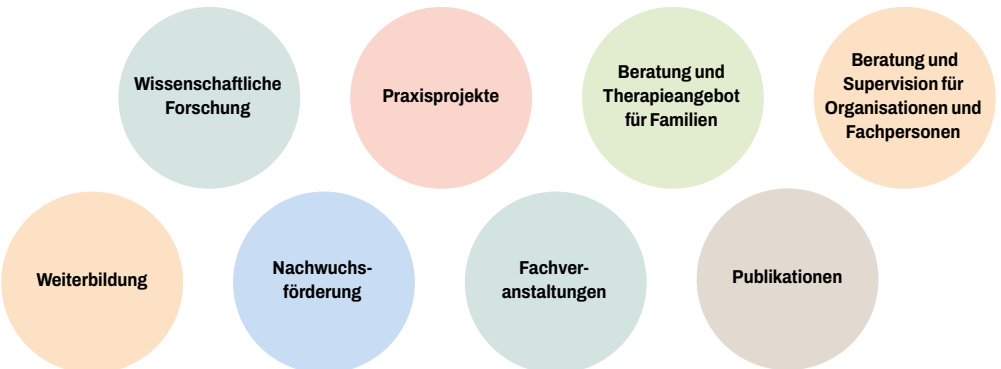 Wissenschaftliche
Forschung
Praxisprojekte
Beratung und
Therapieangebot
für Familien
Beratung und
Supervision für
Organisationen und
Fachpersonen
Weiterbildung
Nachwuchs-
förderung
Fachver-
anstaltungen
Publikationen